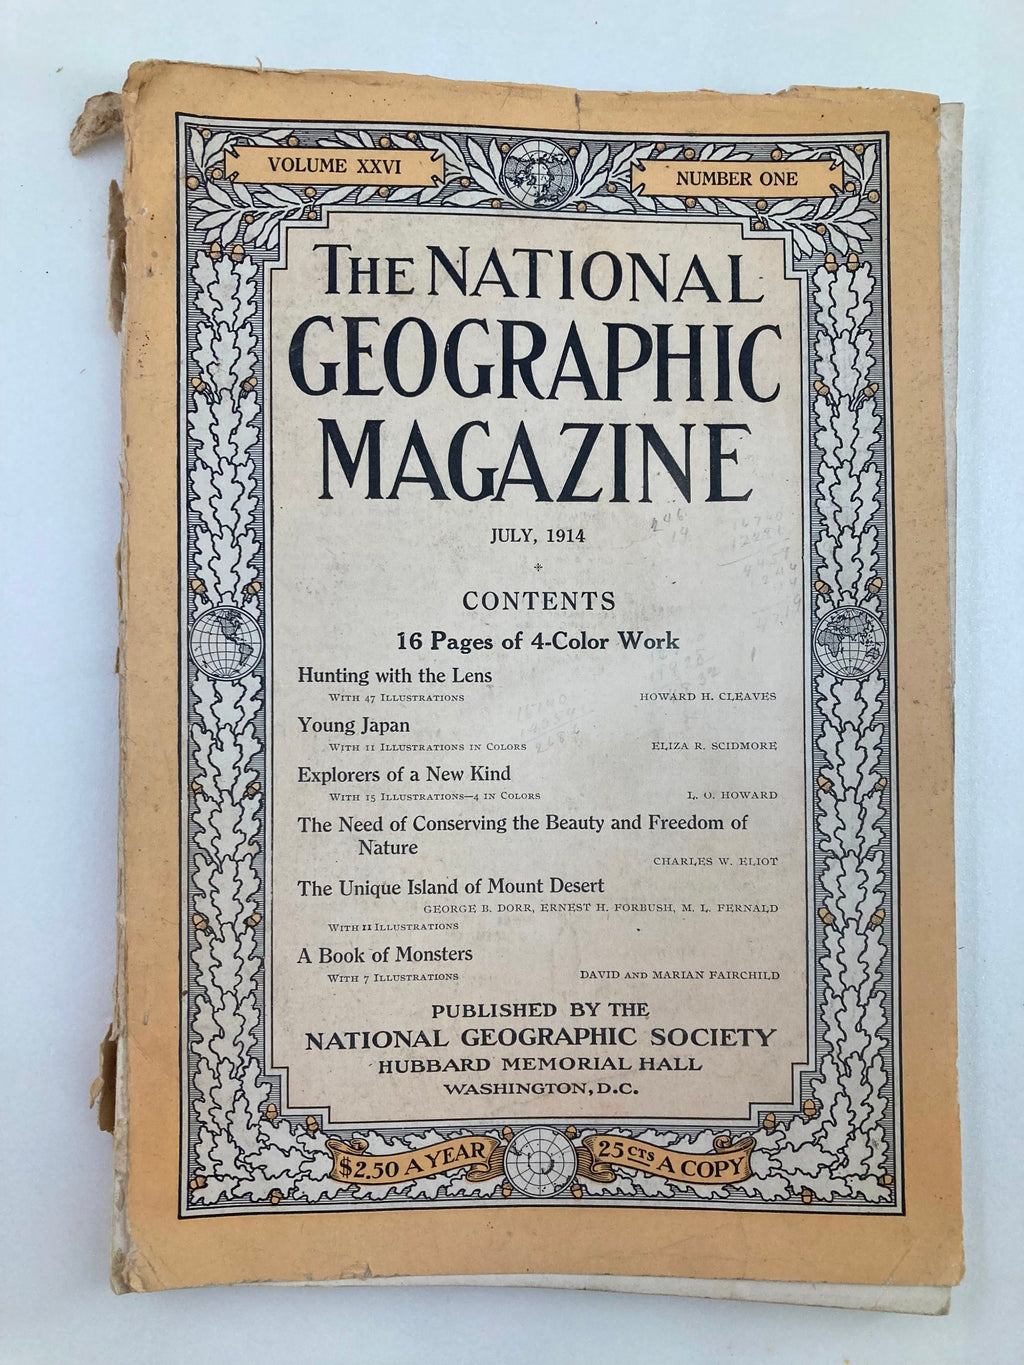 VOLUME XXVI
NUMBER ONE
THE NATIONAL
GEOGRAPHIC
MAGAZINE
JULY, 1914
CONTENTS
16 Pages of 4-Color Work
Hunting with the Lens
WITH 47 ILLUSTRATIONS HOWARD H. CLEAVES
Young Japan
WITH 11 ILLUSTRATIONS IN COLORS ELIZA R. SCIDMORE
Explorers of a New Kind
WITH 15 ILLUSTRATIONS—4 IN COLORS L. O. HOWARD
The Need of Conserving the Beauty and Freedom of
Nature
CHARLES W. ELIOT
The Unique Island of Mount Desert
GEORGE B. DORR, ERNEST H. FORBUSH, M. L. FERNALD
WITH 11 ILLUSTRATIONS
A Book of Monsters
WITH 7 ILLUSTRATIONS DAVID AND MARIAN FAIRCHILD
PUBLISHED BY THE
NATIONAL GEOGRAPHIC SOCIETY
HUBBARD MEMORIAL HALL
WASHINGTON, D.C.
$2.50 A YEAR
25 CTS A COPY